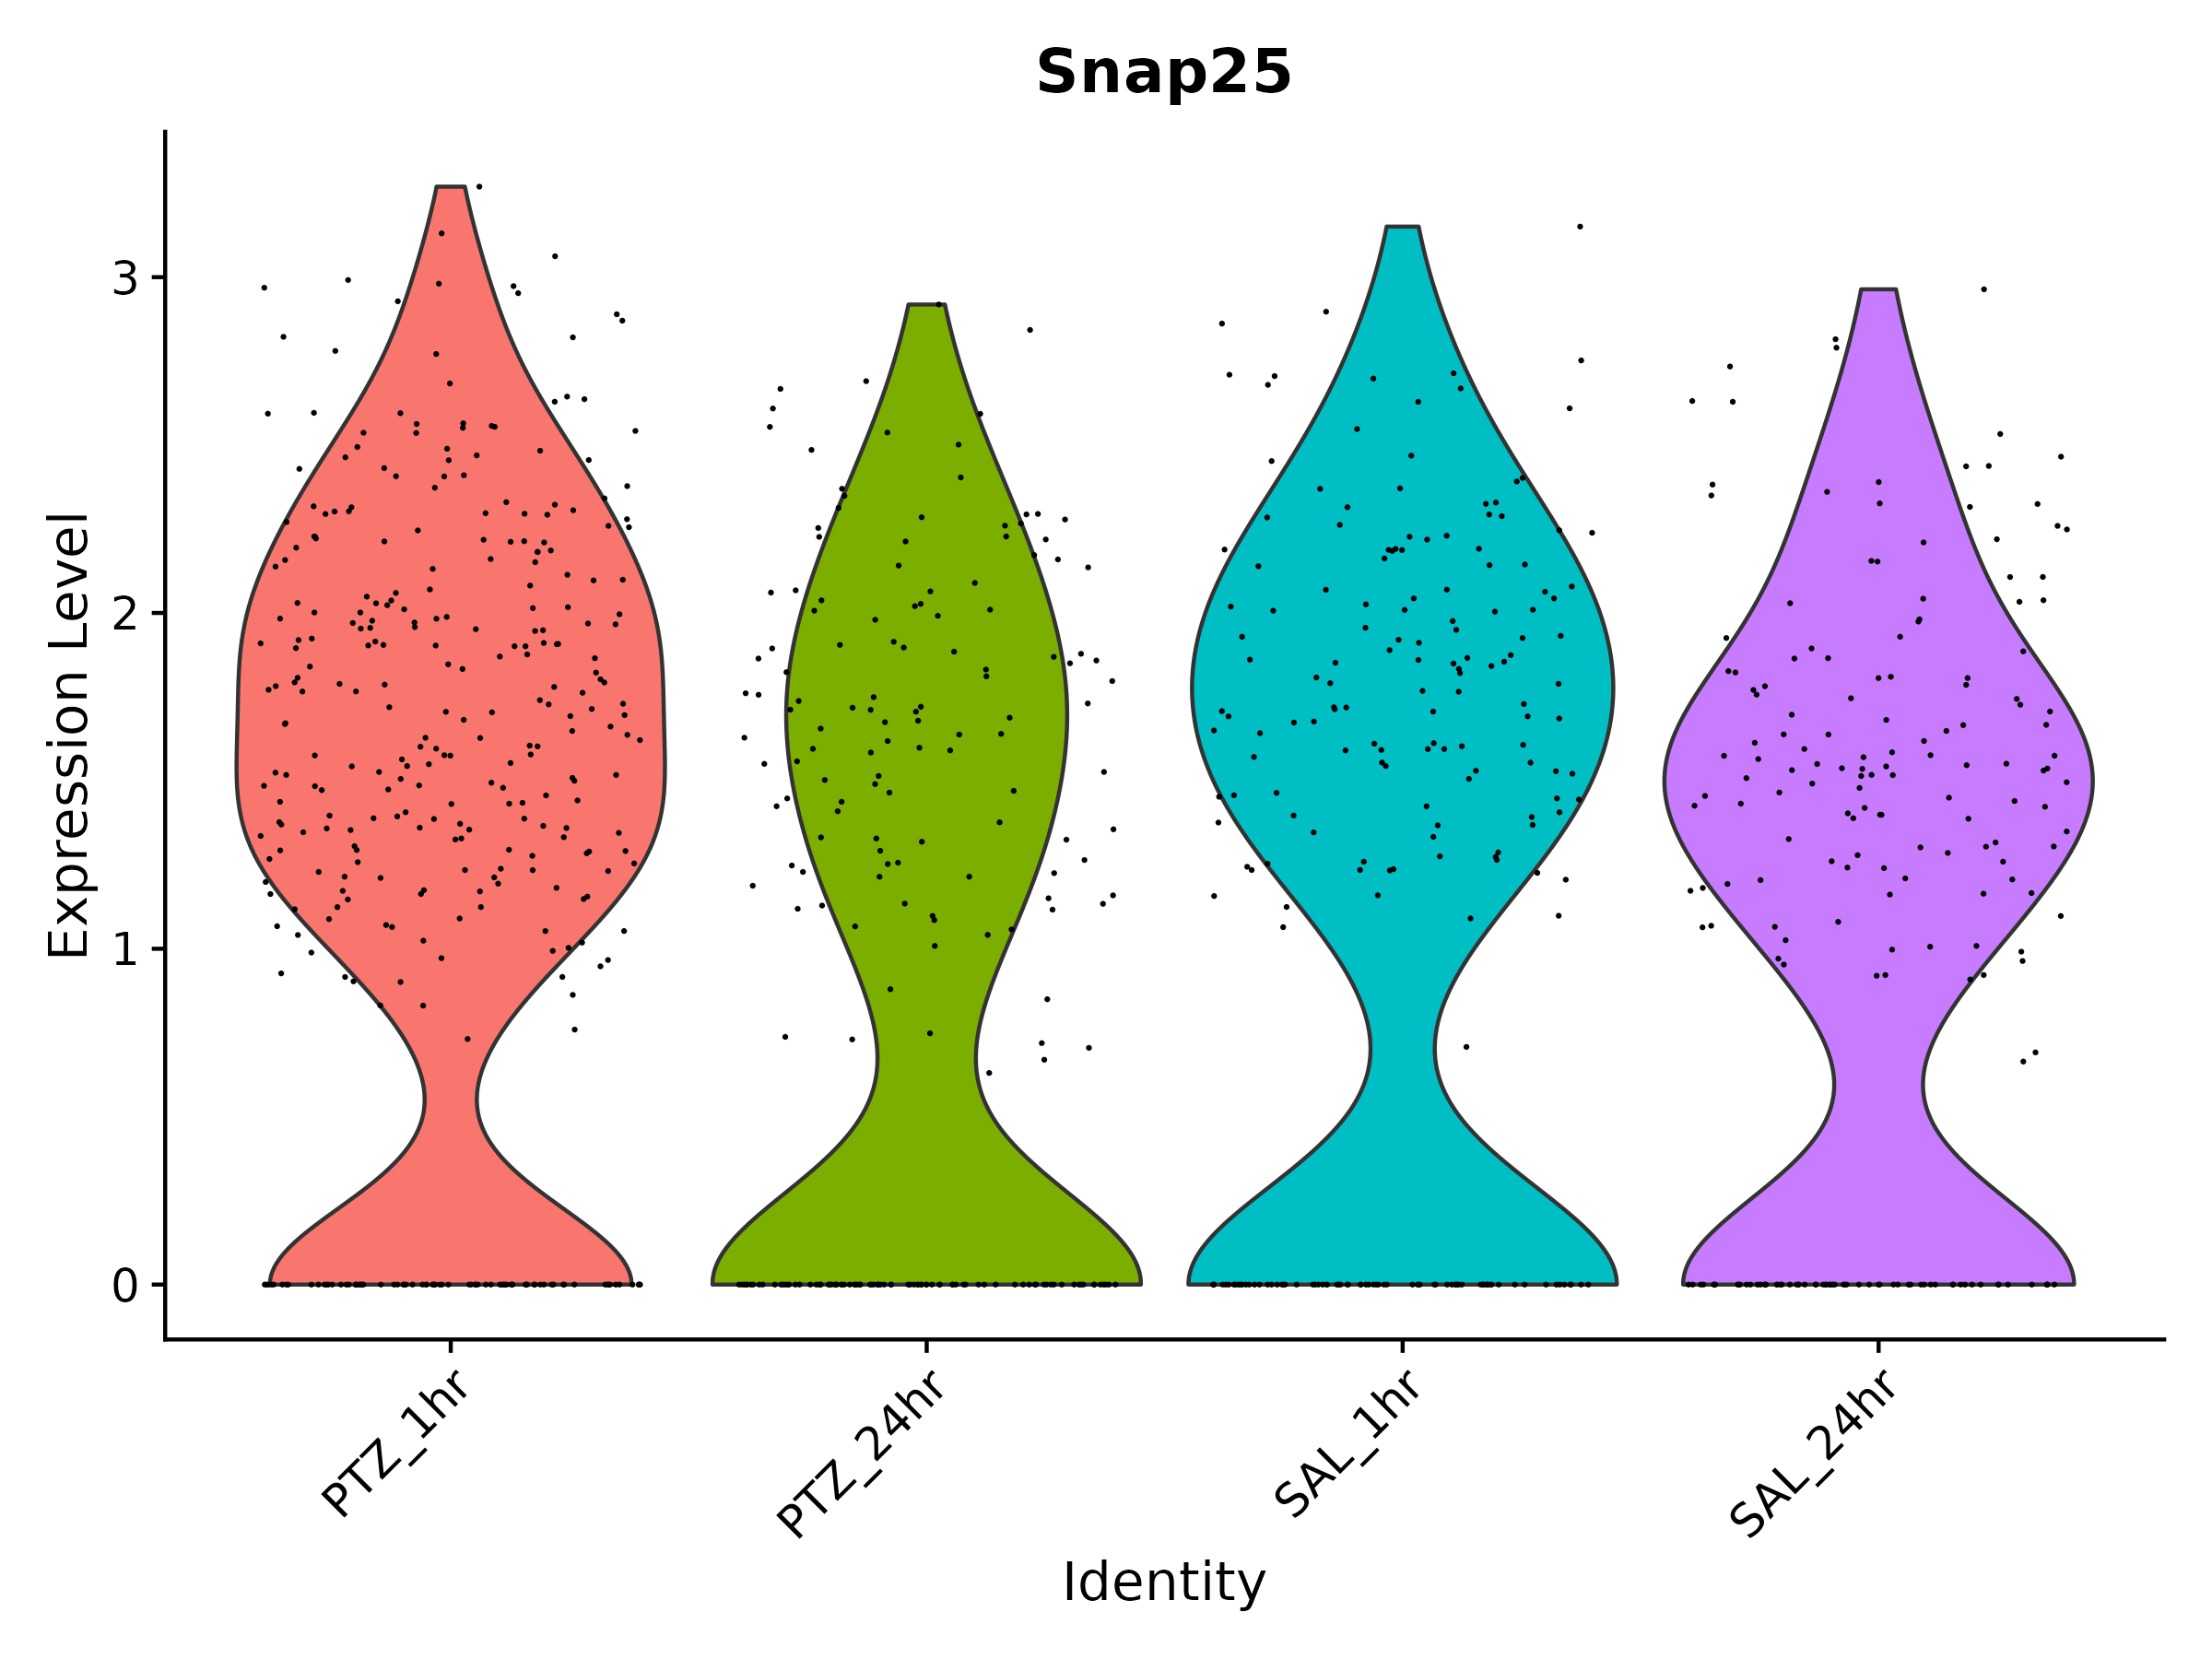 Snap25
Expression Level
3
2
1
0
PTZ_1hr
PTZ_24hr
SAL_1hr
SAL_24hr
Identity